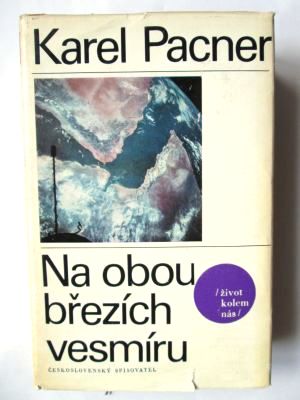 Karel Pacner
Na obou
březích
vesmíru
/život
kolem
nás/
ČESKOSLOVENSKÝ SPISOVATEL